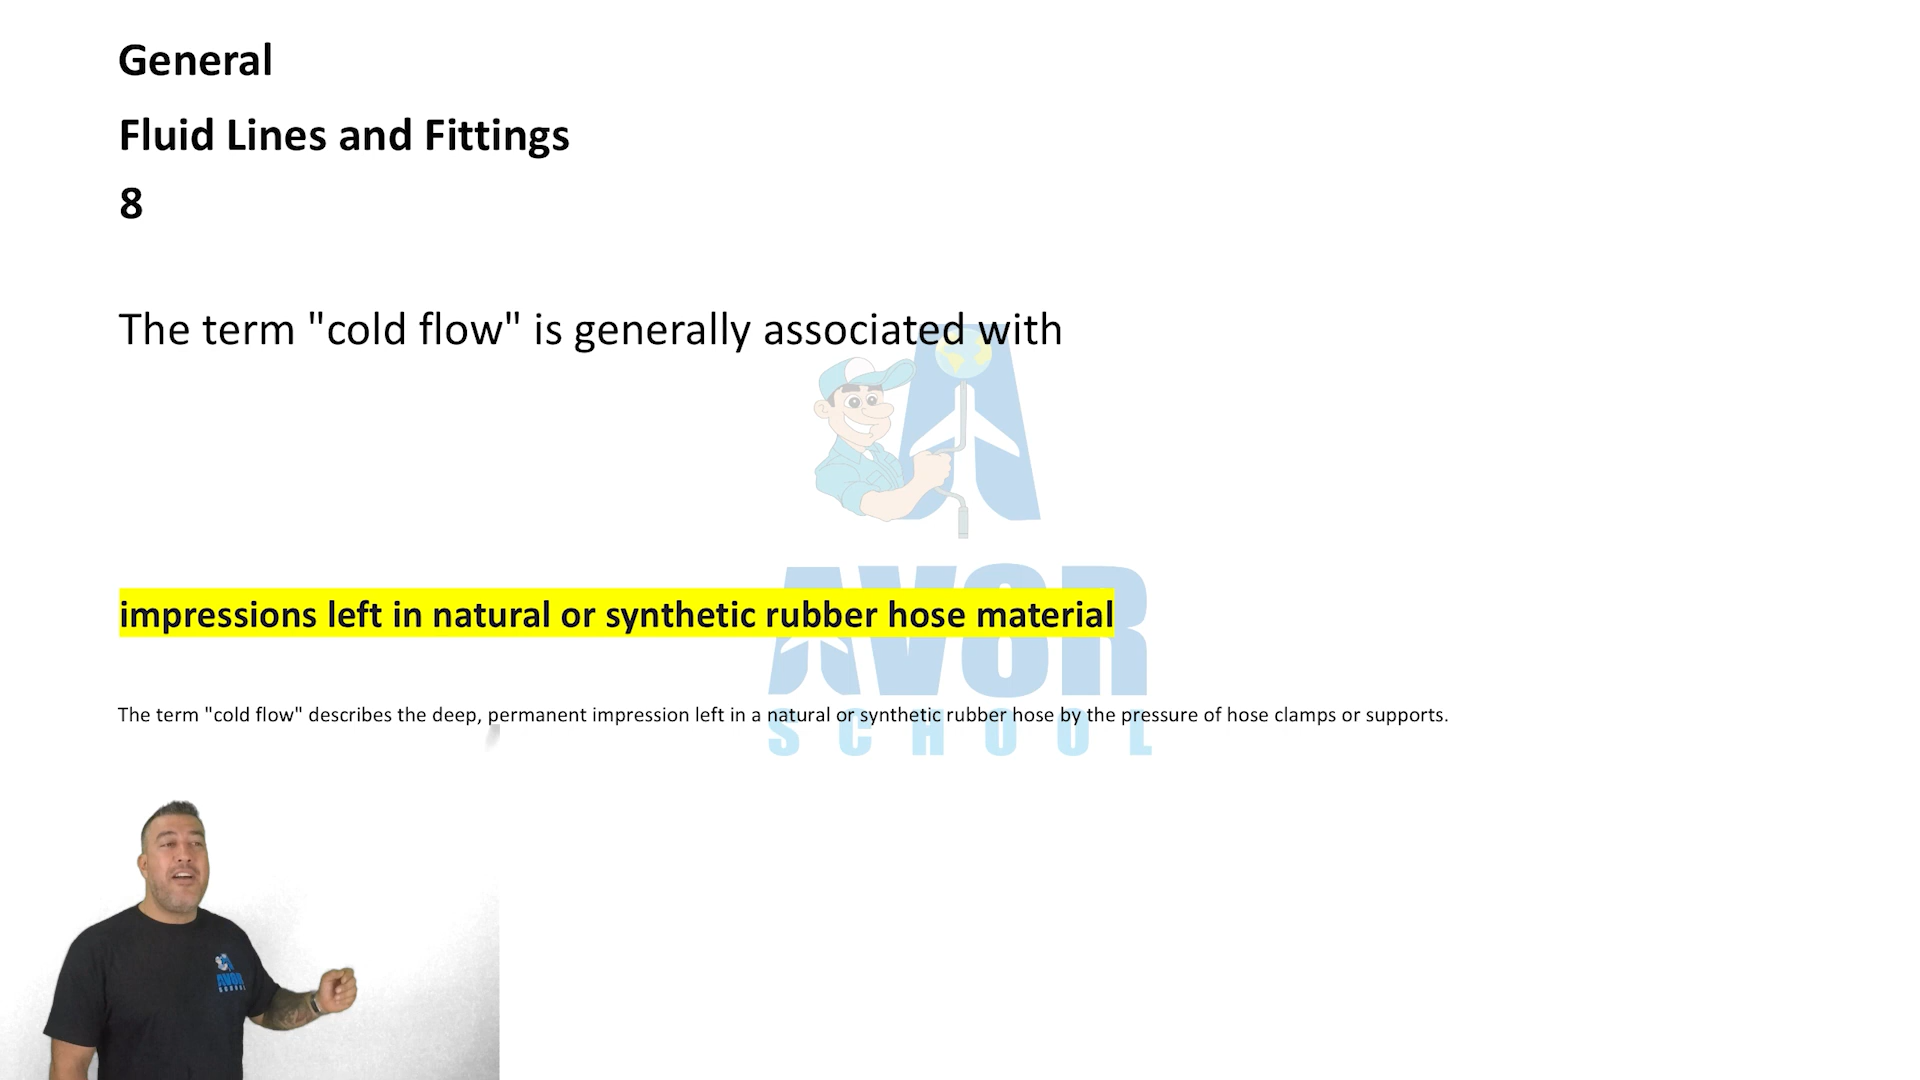 General
Fluid Lines and Fittings
8
The term "cold flow" is generally associated with
impressions left in natural or synthetic rubber hose material
The term "cold flow" describes the deep, permanent impression left in a natural or synthetic rubber hose by the pressure of hose clamps or supports.
AVOR
SCHOOL
AVOR
SCHOOL